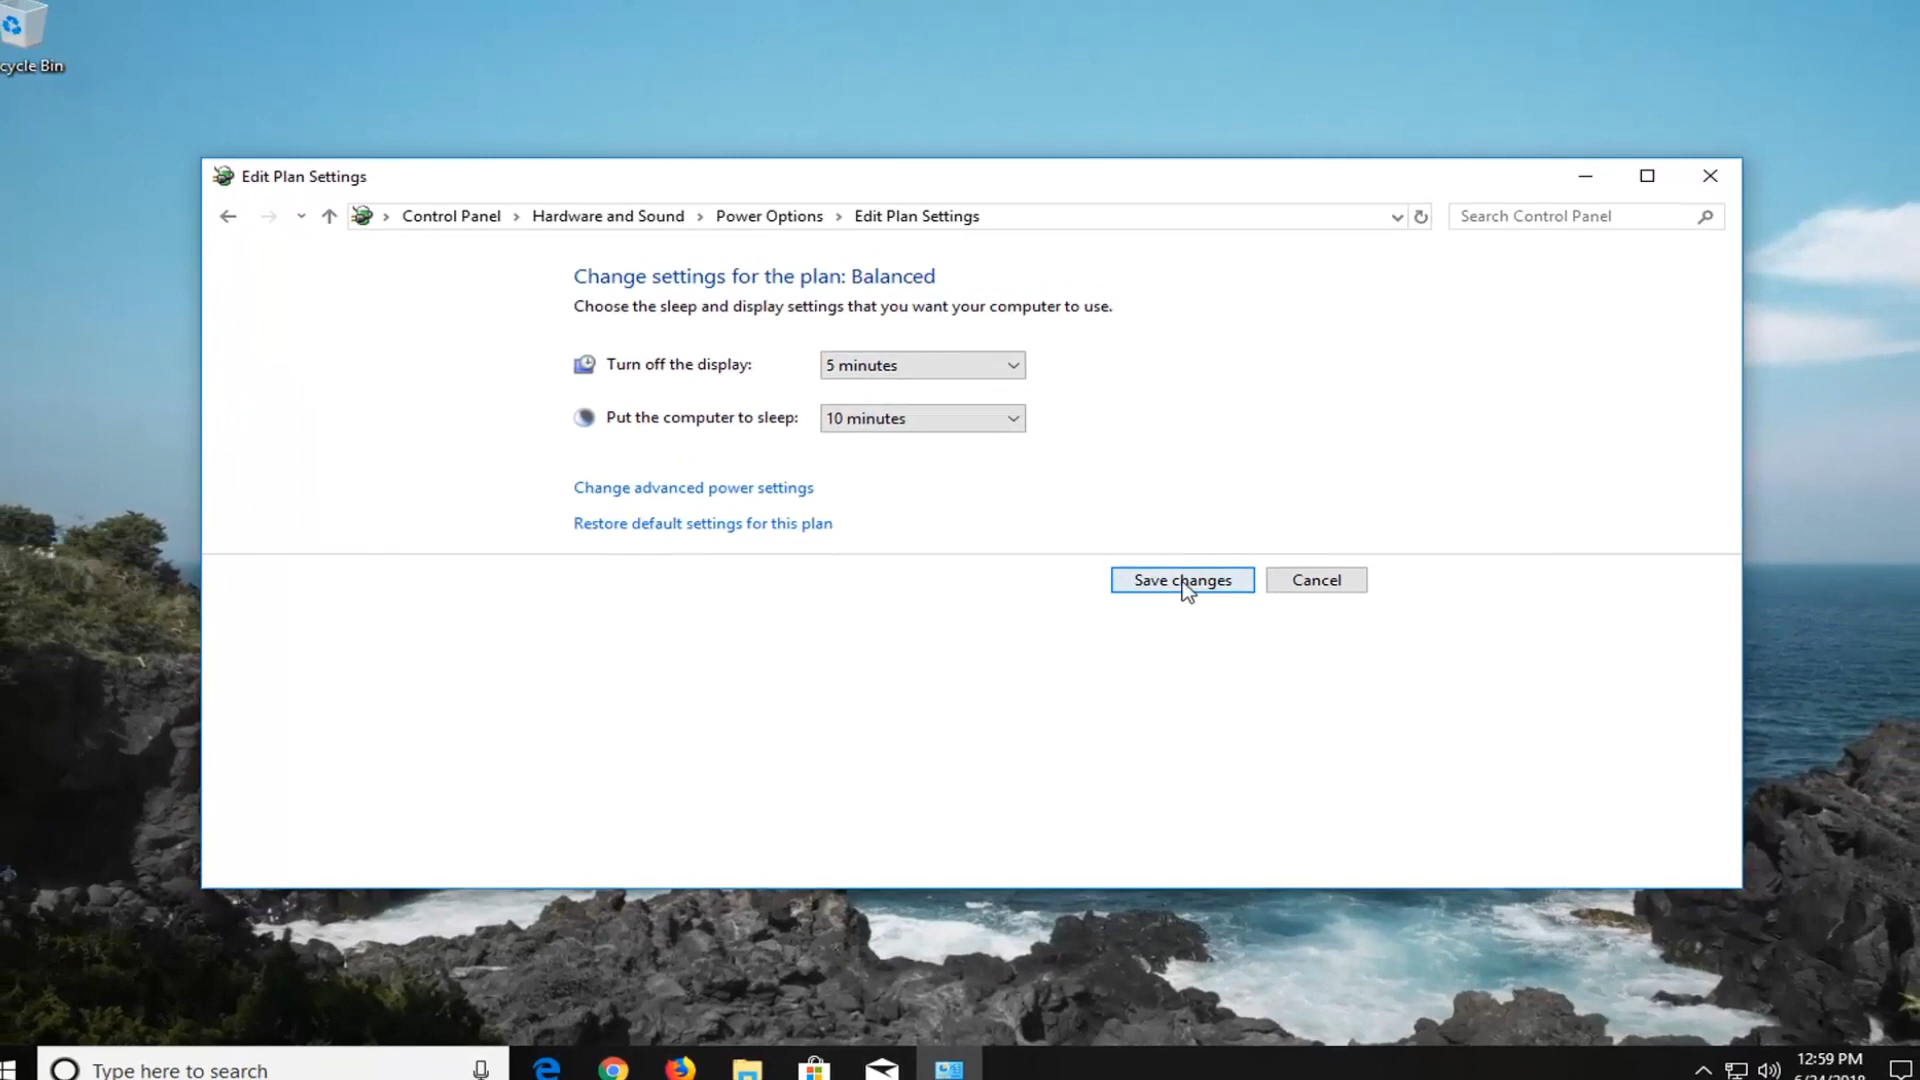 cycle Bin
Edit Plan Settings
Control Panel > Hardware and Sound > Power Options > Edit Plan Settings
Search Control Panel
Change settings for the plan: Balanced
Choose the sleep and display settings that you want your computer to use.
Turn off the display: 5 minutes
Put the computer to sleep: 10 minutes
Change advanced power settings
Restore default settings for this plan
Save changes Cancel
Type here to search
12:59 PM
6/24/2018